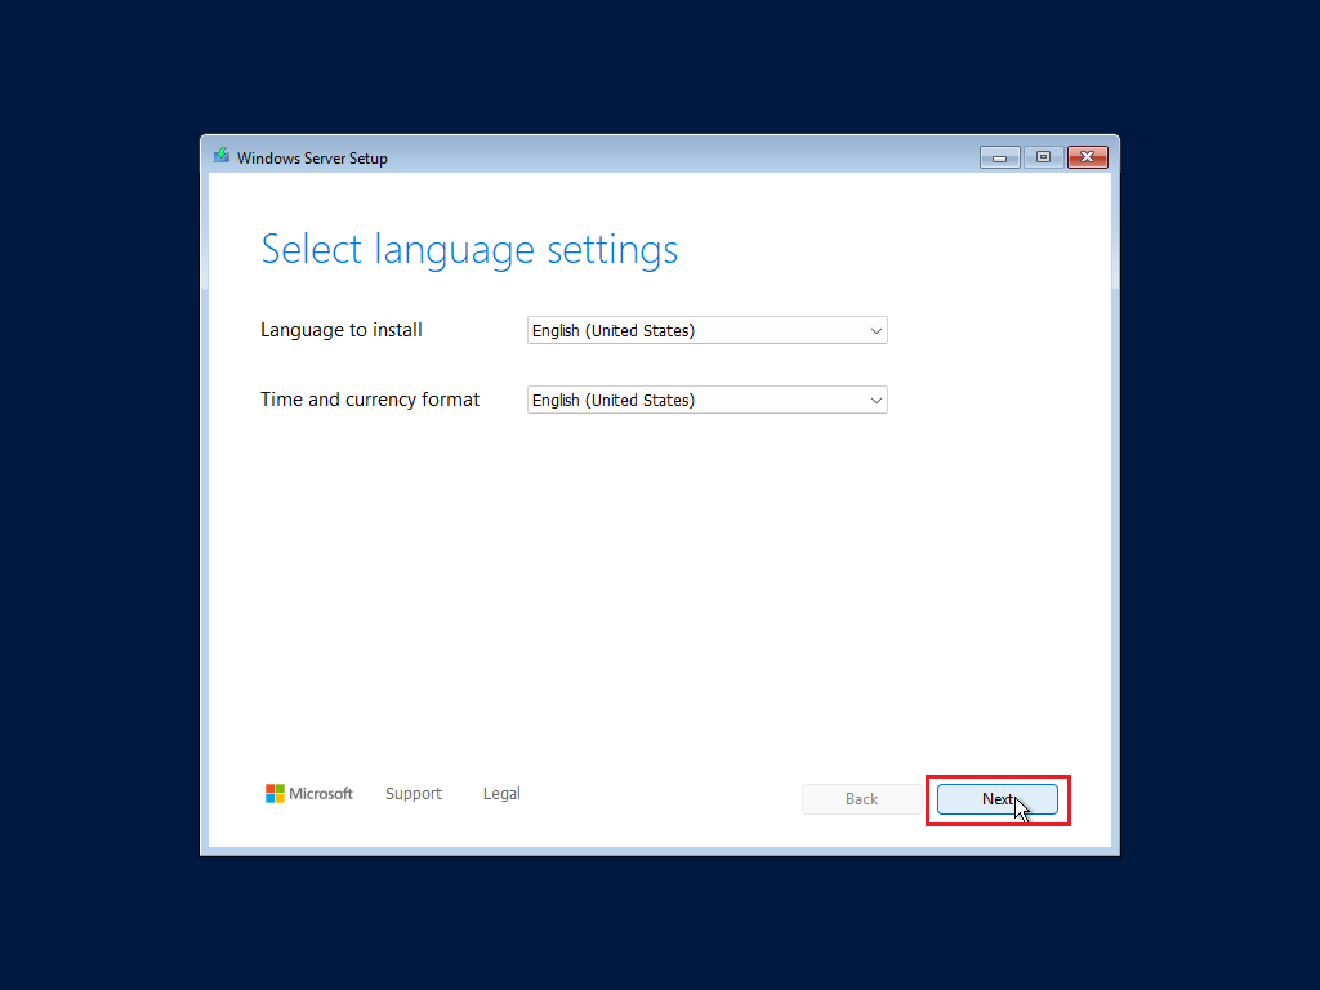 Windows Server Setup
Select language settings
Language to install English (United States)
Time and currency format English (United States)
Microsoft Support Legal Back Next